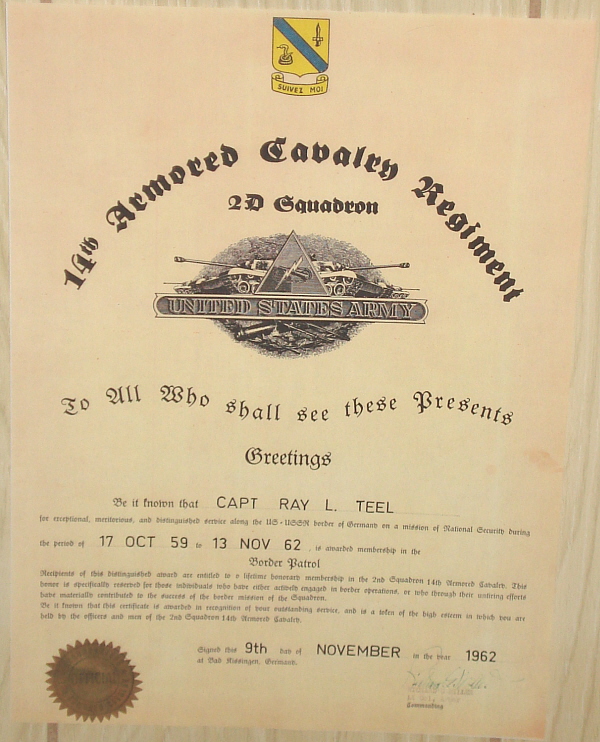 SUIVEZ MOI
14th Armored Cavalry Regiment
2D Squadron
UNITED STATES ARMY
To All Who shall see these Presents
Greetings
Be it known that CAPT RAY L. TEEL
for exceptional, meritorious, and distinguished service along the US-USSR border of Germany on a mission of National Security during
the period of 17 OCT 59 to 13 NOV 62, is awarded membership in the
Border Patrol
Recipients of this distinguished award are entitled to a lifetime honorary membership in the 2nd Squadron 14th Armored Cavalry. This
honor is specifically reserved for those individuals who have either actively engaged in border operations, or who through their untiring efforts
have materially contributed to the success of the border mission of the Squadron.
Be it known that this certificate is awarded in recognition of your outstanding service, and is a token of the high esteem in which you are
held by the officers and men of the 2nd Squadron 14th Armored Cavalry.
Signed this 9th day of NOVEMBER in the year 1962
at Bad Kissingen, Germany.
OFFICIAL
Commanding